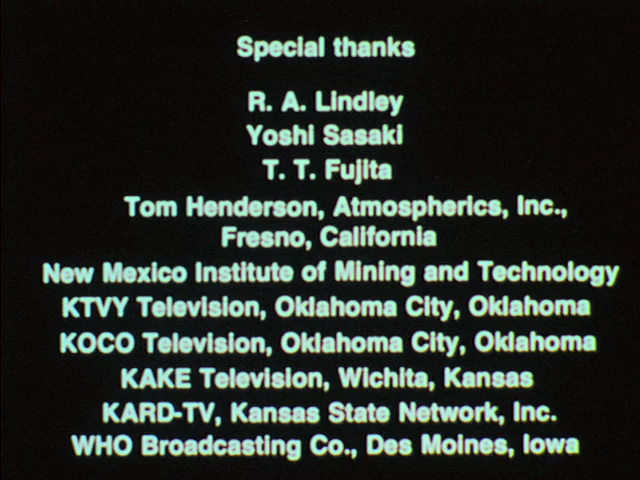 Special thanks
R. A. Lindley
Yoshi Sasaki
T. T. Fujita
Tom Henderson, Atmospherics, Inc.,
Fresno, California
New Mexico Institute of Mining and Technology
KTVY Television, Oklahoma City, Oklahoma
KOCO Television, Oklahoma City, Oklahoma
KAKE Television, Wichita, Kansas
KARD-TV, Kansas State Network, Inc.
WHO Broadcasting Co., Des Moines, Iowa